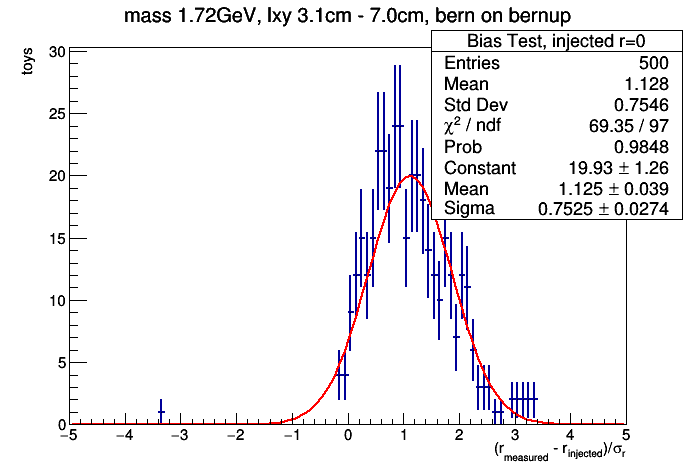 mass 1.72GeV, lxy 3.1cm - 7.0cm, bern on bernup
Bias Test, injected r=0
Entries 500
Mean 1.128
Std Dev 0.7546
χ² / ndf 69.35 / 97
Prob 0.9848
Constant 19.93 ± 1.26
Mean 1.125 ± 0.039
Sigma 0.7525 ± 0.0274
toys
30
25
20
15
10
5
0
−5 −4 −3 −2 −1 0 1 2 3 4 5
(r_measured - r_injected)/σ_r